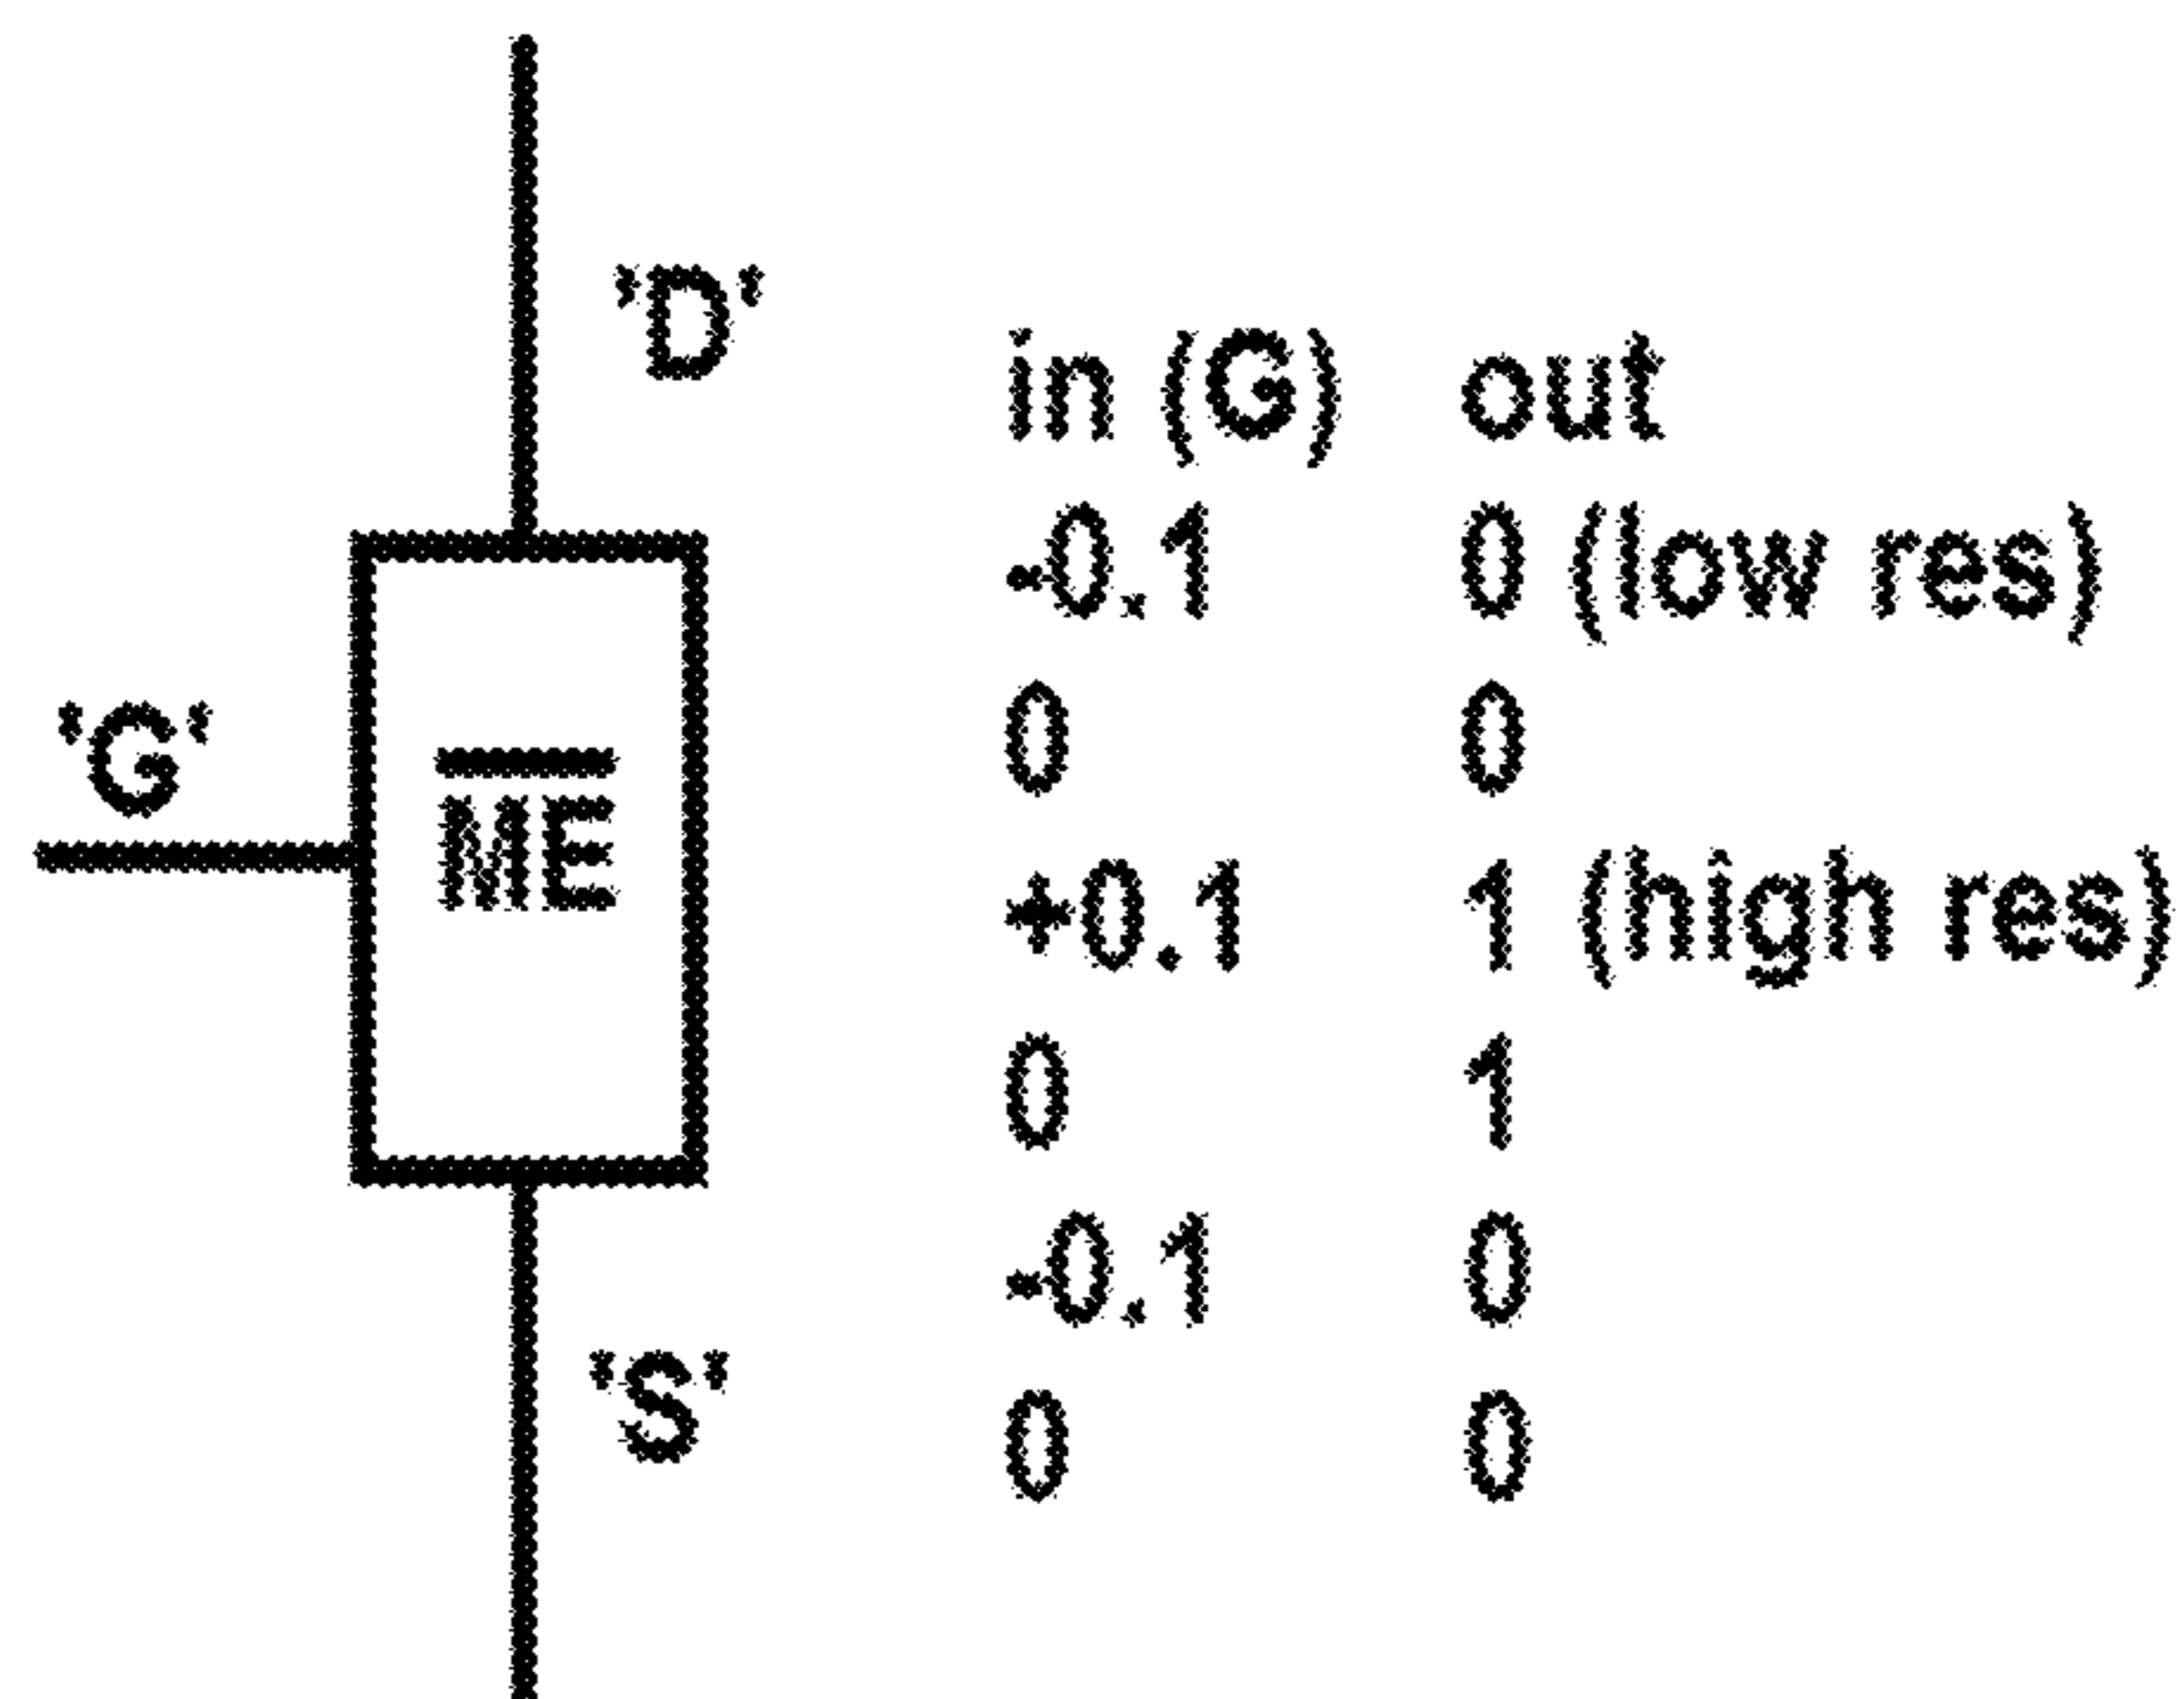 'D'
in (G) out
-0.1 0 (low res)
0 0
'G'
M̅E̅
+0.1 1 (high res)
0 1
-0.1 0
'S'
0 0